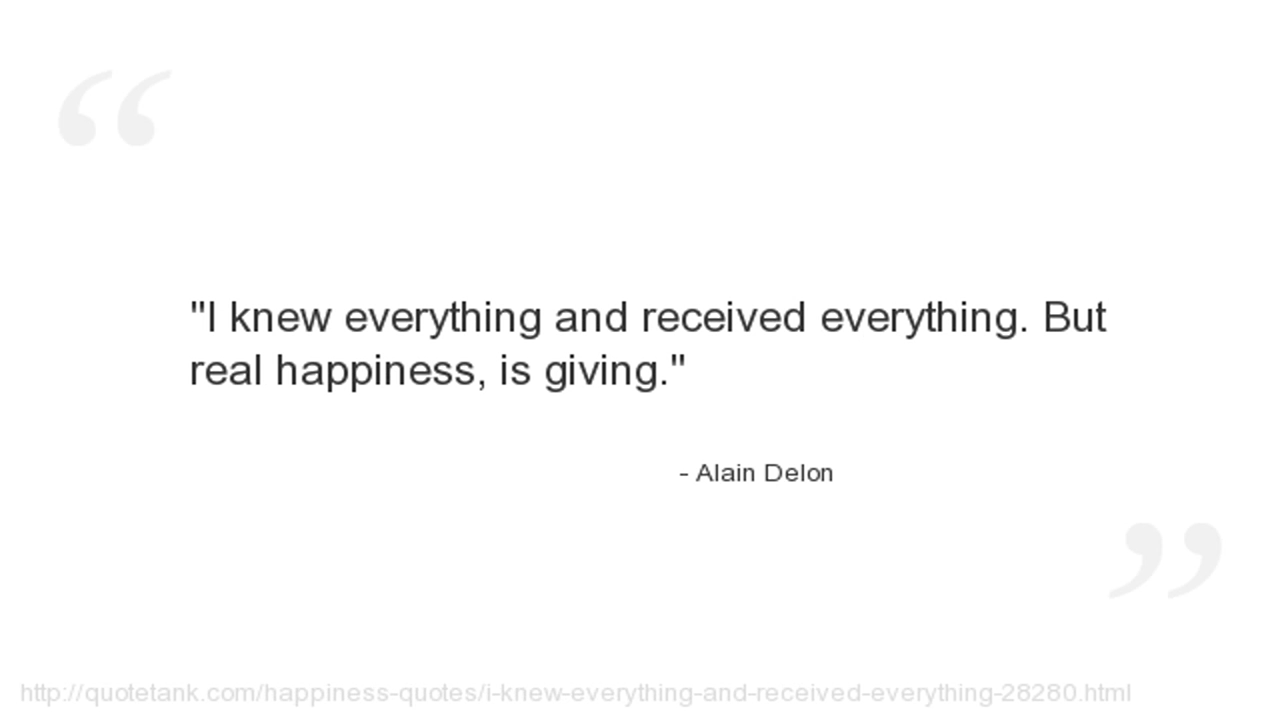 "I knew everything and received everything. But
real happiness, is giving."
- Alain Delon
http://quotetank.com/happiness-quotes/i-knew-everything-and-received-everything-28280.html